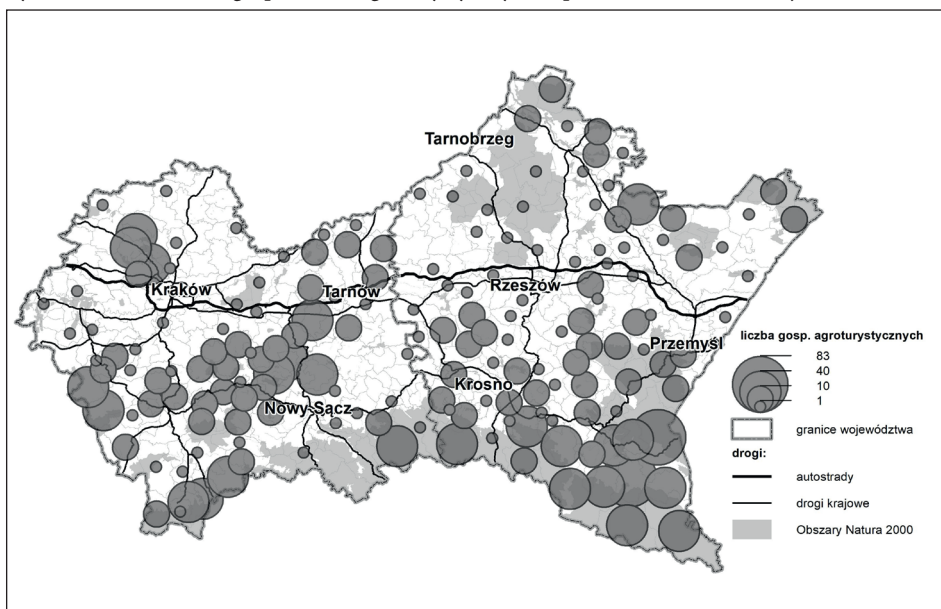 Tarnobrzeg
Kraków
Tarnów
Rzeszów
Przemyśl
Krosno
Nowy Sącz
liczba gosp. agroturystycznych
83
40
10
1
granice województwa
drogi:
autostrady
drogi krajowe
Obszary Natura 2000